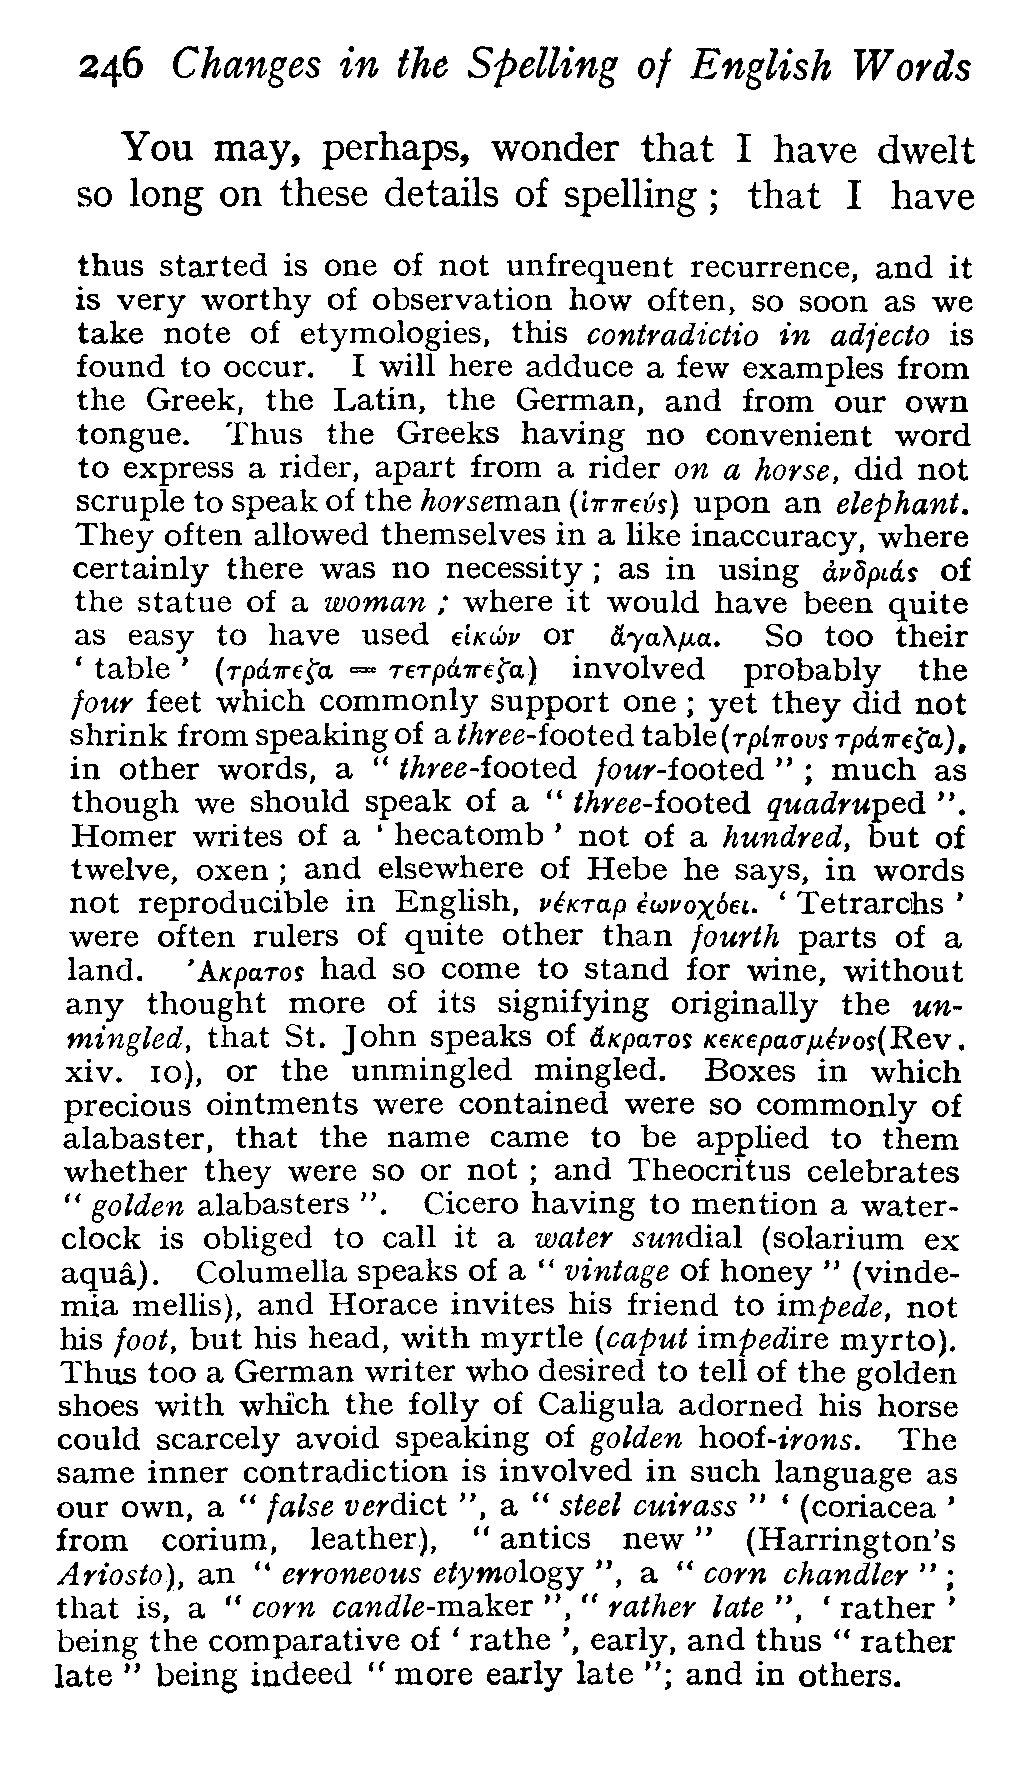 246 Changes in the Spelling of English Words
You may, perhaps, wonder that I have dwelt
so long on these details of spelling ; that I have
thus started is one of not unfrequent recurrence, and it
is very worthy of observation how often, so soon as we
take note of etymologies, this contradictio in adjecto is
found to occur. I will here adduce a few examples from
the Greek, the Latin, the German, and from our own
tongue. Thus the Greeks having no convenient word
to express a rider, apart from a rider on a horse, did not
scruple to speak of the horseman (ἱππεύς) upon an elephant.
They often allowed themselves in a like inaccuracy, where
certainly there was no necessity ; as in using ἀνδριάς of
the statue of a woman ; where it would have been quite
as easy to have used εἰκών or ἄγαλμα. So too their
‘ table ’ (τράπεζα = τετράπεζα) involved probably the
four feet which commonly support one ; yet they did not
shrink from speaking of a three-footed table (τρίπους τράπεζα),
in other words, a “ three-footed four-footed ” ; much as
though we should speak of a “ three-footed quadruped ”.
Homer writes of a ‘ hecatomb ’ not of a hundred, but of
twelve, oxen ; and elsewhere of Hebe he says, in words
not reproducible in English, νέκταρ ἐωνοχόει. ‘ Tetrarchs ’
were often rulers of quite other than fourth parts of a
land. Ἄκρατος had so come to stand for wine, without
any thought more of its signifying originally the un-
mingled, that St. John speaks of ἄκρατος κεκερασμένος (Rev.
xiv. 10), or the unmingled mingled. Boxes in which
precious ointments were contained were so commonly of
alabaster, that the name came to be applied to them
whether they were so or not ; and Theocritus celebrates
“ golden alabasters ”. Cicero having to mention a water-
clock is obliged to call it a water sundial (solarium ex
aquâ). Columella speaks of a “ vintage of honey ” (vinde-
mia mellis), and Horace invites his friend to impede, not
his foot, but his head, with myrtle (caput impedire myrto).
Thus too a German writer who desired to tell of the golden
shoes with which the folly of Caligula adorned his horse
could scarcely avoid speaking of golden hoof-irons. The
same inner contradiction is involved in such language as
our own, a “ false verdict ”, a “ steel cuirass ” ‘ (coriacea ’
from corium, leather), “ antics new ” (Harrington's
Ariosto), an “ erroneous etymology ”, a “ corn chandler ” ;
that is, a “ corn candle-maker ”, “ rather late ”, ‘ rather ’
being the comparative of ‘ rathe ’, early, and thus “ rather
late ” being indeed “ more early late ”; and in others.